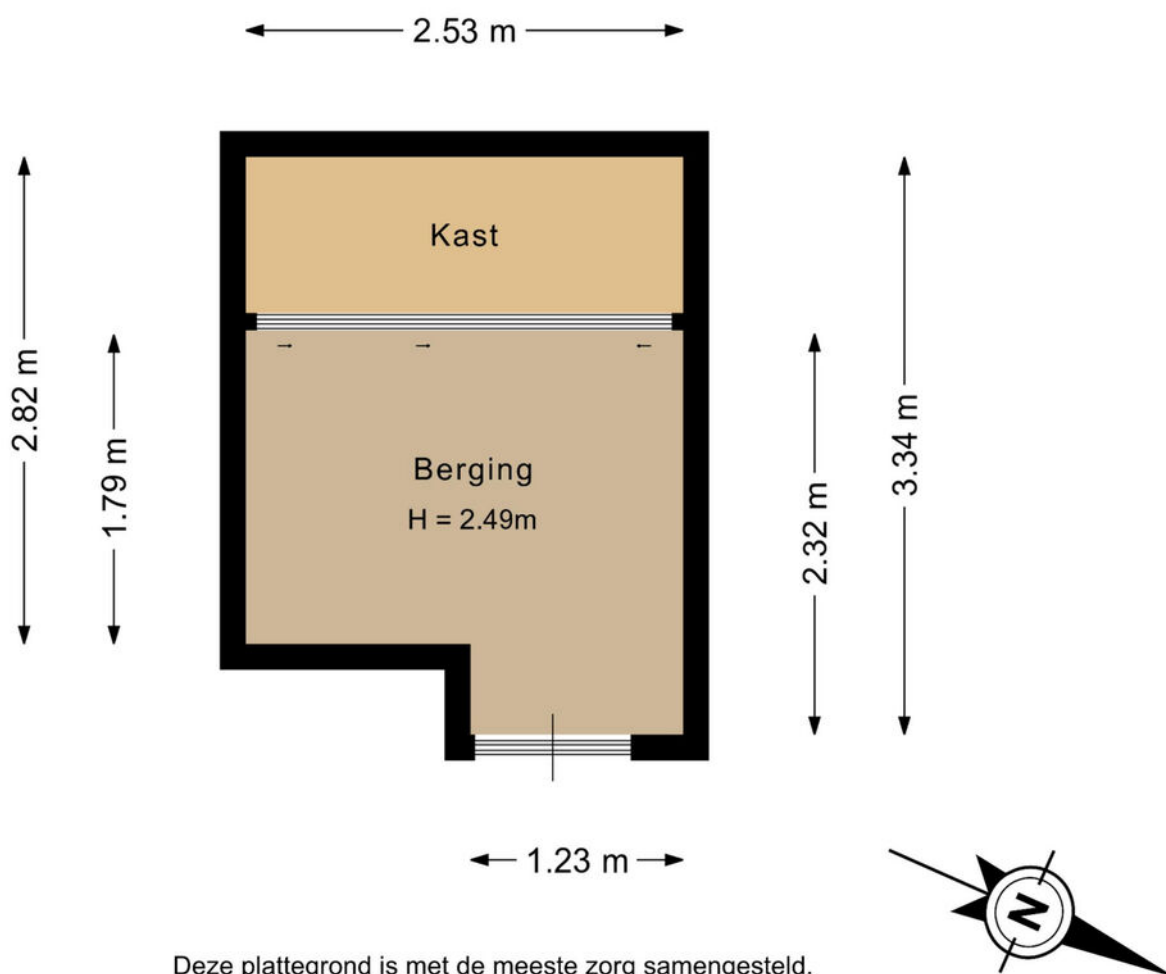 2.53 m
Kast
2.82 m
1.79 m
Berging
H = 2.49m
2.32 m
3.34 m
1.23 m
N
Deze plattegrond is met de meeste zorg samengesteld.